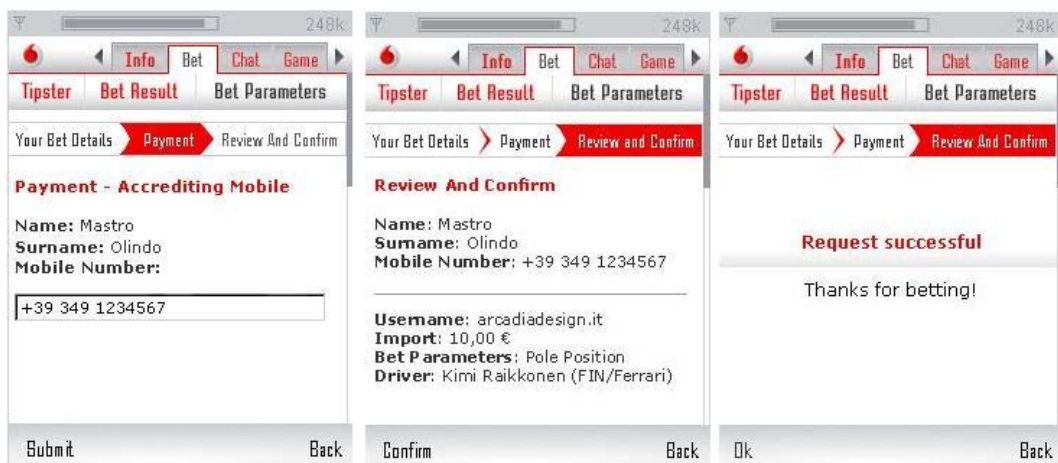 248k
Info Bet Chat Game
Tipster Bet Result Bet Parameters
Your Bet Details Payment Review And Confirm
Payment - Accrediting Mobile
Name: Mastro
Surname: Olindo
Mobile Number:
+39 349 1234567
Submit Back
248k
Info Bet Chat Game
Tipster Bet Result Bet Parameters
Your Bet Details Payment Review and Confirm
Review And Confirm
Name: Mastro
Surname: Olindo
Mobile Number: +39 349 1234567
Username: arcadiadesign.it
Import: 10,00 €
Bet Parameters: Pole Position
Driver: Kimi Raikkonen (FIN/Ferrari)
Confirm Back
248k
Info Bet Chat Game
Tipster Bet Result Bet Parameters
Your Bet Details Payment Review And Confirm
Request successful
Thanks for betting!
Ok Back